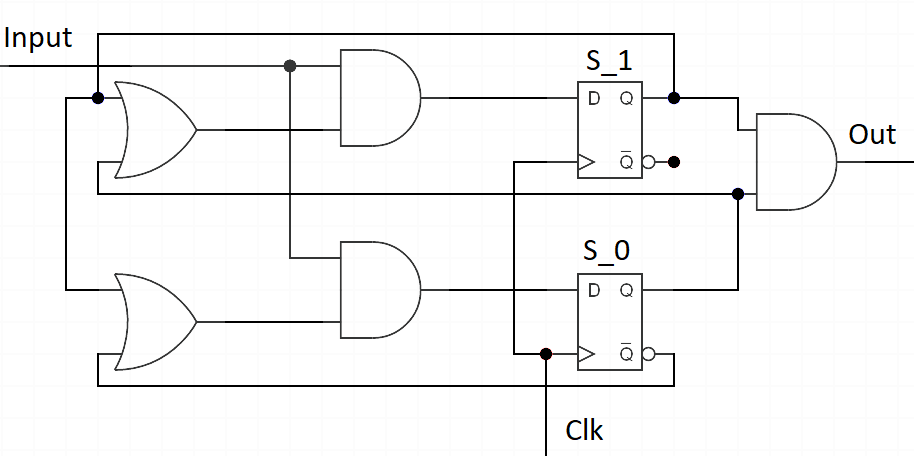 Input
S_1
D Q
Q
Out
S_0
D Q
Q
Clk